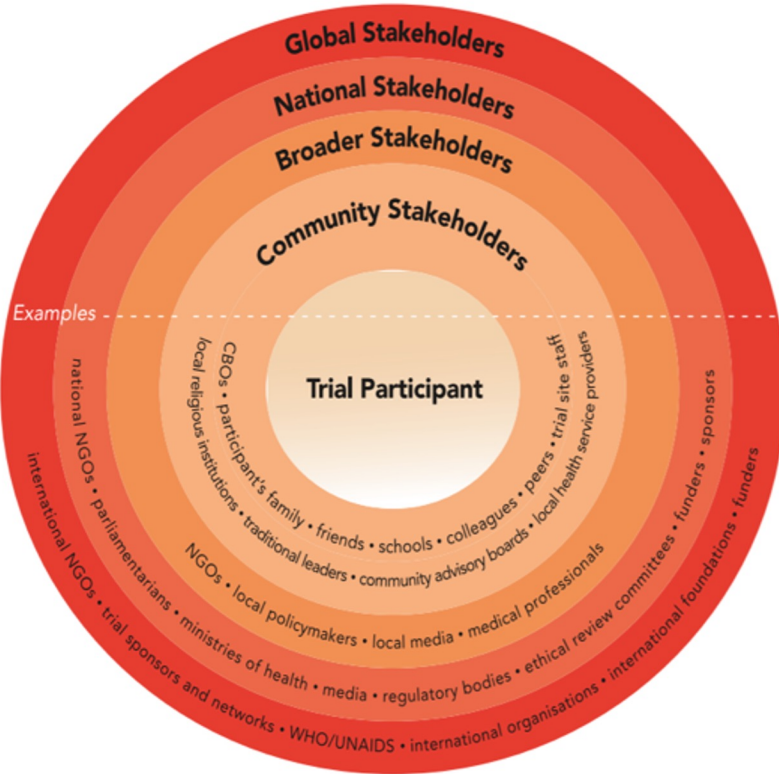 Global Stakeholders
National Stakeholders
Broader Stakeholders
Community Stakeholders
Examples
Trial Participant
CBOs • participant's family • friends • schools • colleagues • peers • trial site staff
local religious institutions • traditional leaders • community advisory boards • local health service providers
NGOs • local policymakers • local media • medical professionals
national NGOs • parliamentarians • ministries of health • media • regulatory bodies • ethical review committees • funders • sponsors
international NGOs • trial sponsors and networks • WHO/UNAIDS • international organisations • international foundations • funders